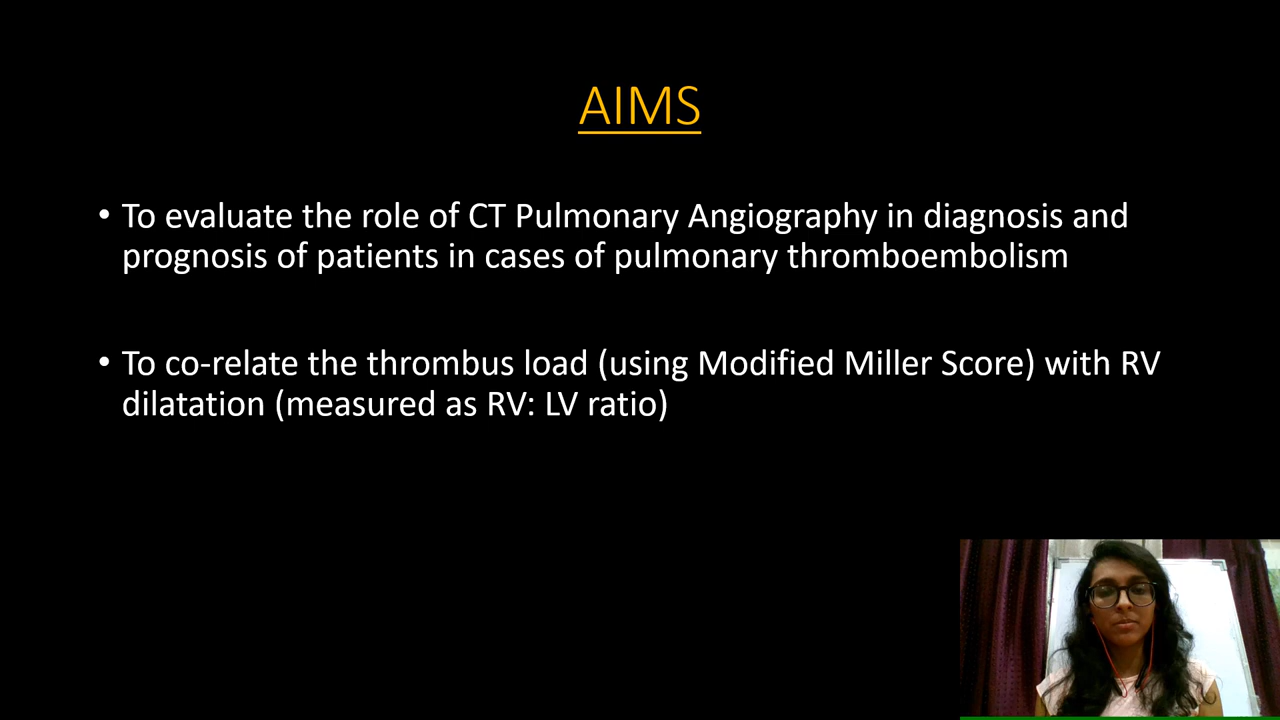 AIMS
• To evaluate the role of CT Pulmonary Angiography in diagnosis and
prognosis of patients in cases of pulmonary thromboembolism
• To co-relate the thrombus load (using Modified Miller Score) with RV
dilatation (measured as RV: LV ratio)